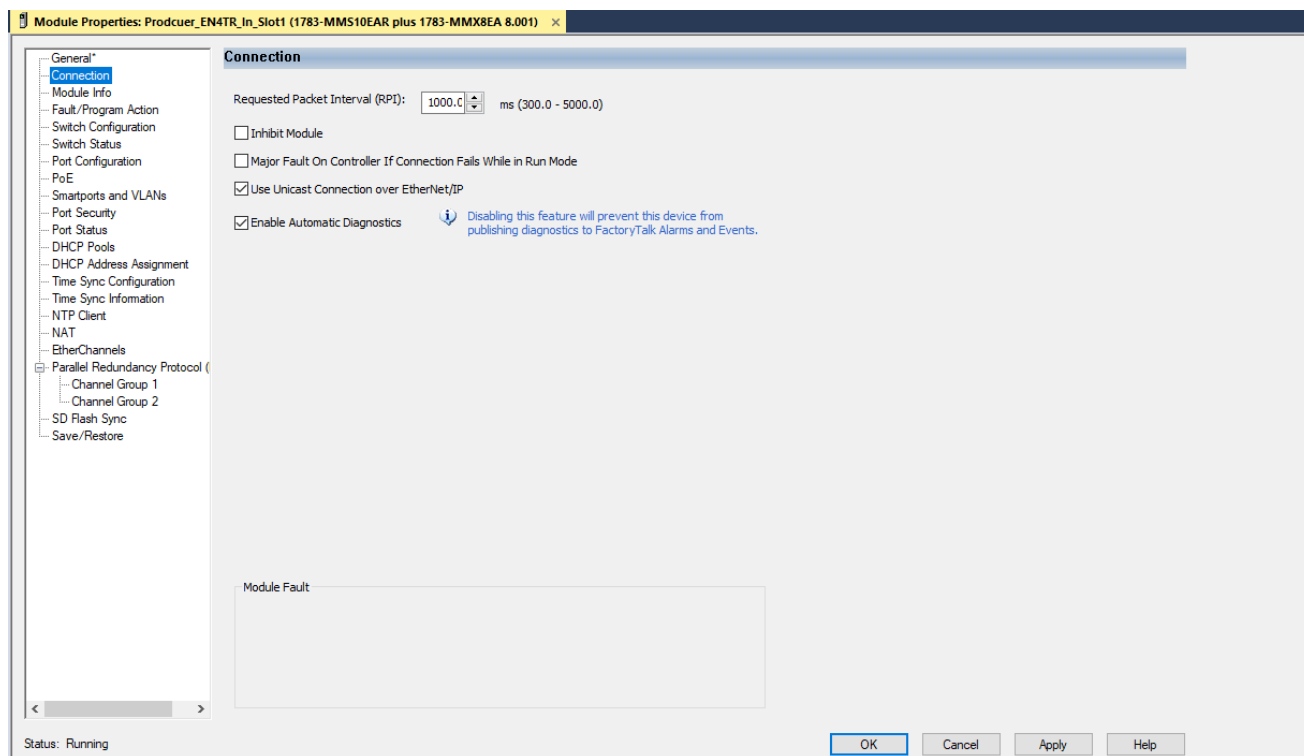 Module Properties: Prodcuer_EN4TR_In_Slot1 (1783-MMS10EAR plus 1783-MMX8EA 8.001) ×
General*
Connection
Module Info
Fault/Program Action
Switch Configuration
Switch Status
Port Configuration
PoE
Smartports and VLANs
Port Security
Port Status
DHCP Pools
DHCP Address Assignment
Time Sync Configuration
Time Sync Information
NTP Client
NAT
EtherChannels
Parallel Redundancy Protocol (
Channel Group 1
Channel Group 2
SD Flash Sync
Save/Restore
Connection
Requested Packet Interval (RPI): 1000.0 ms (300.0 - 5000.0)
Inhibit Module
Major Fault On Controller If Connection Fails While in Run Mode
Use Unicast Connection over EtherNet/IP
Enable Automatic Diagnostics
Disabling this feature will prevent this device from
publishing diagnostics to FactoryTalk Alarms and Events.
Module Fault
Status: Running
OK Cancel Apply Help